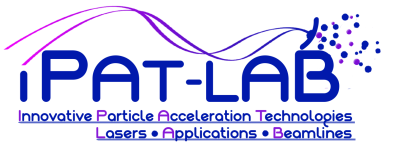 iPAT-LAB
Innovative Particle Acceleration Technologies
Lasers • Applications • Beamlines